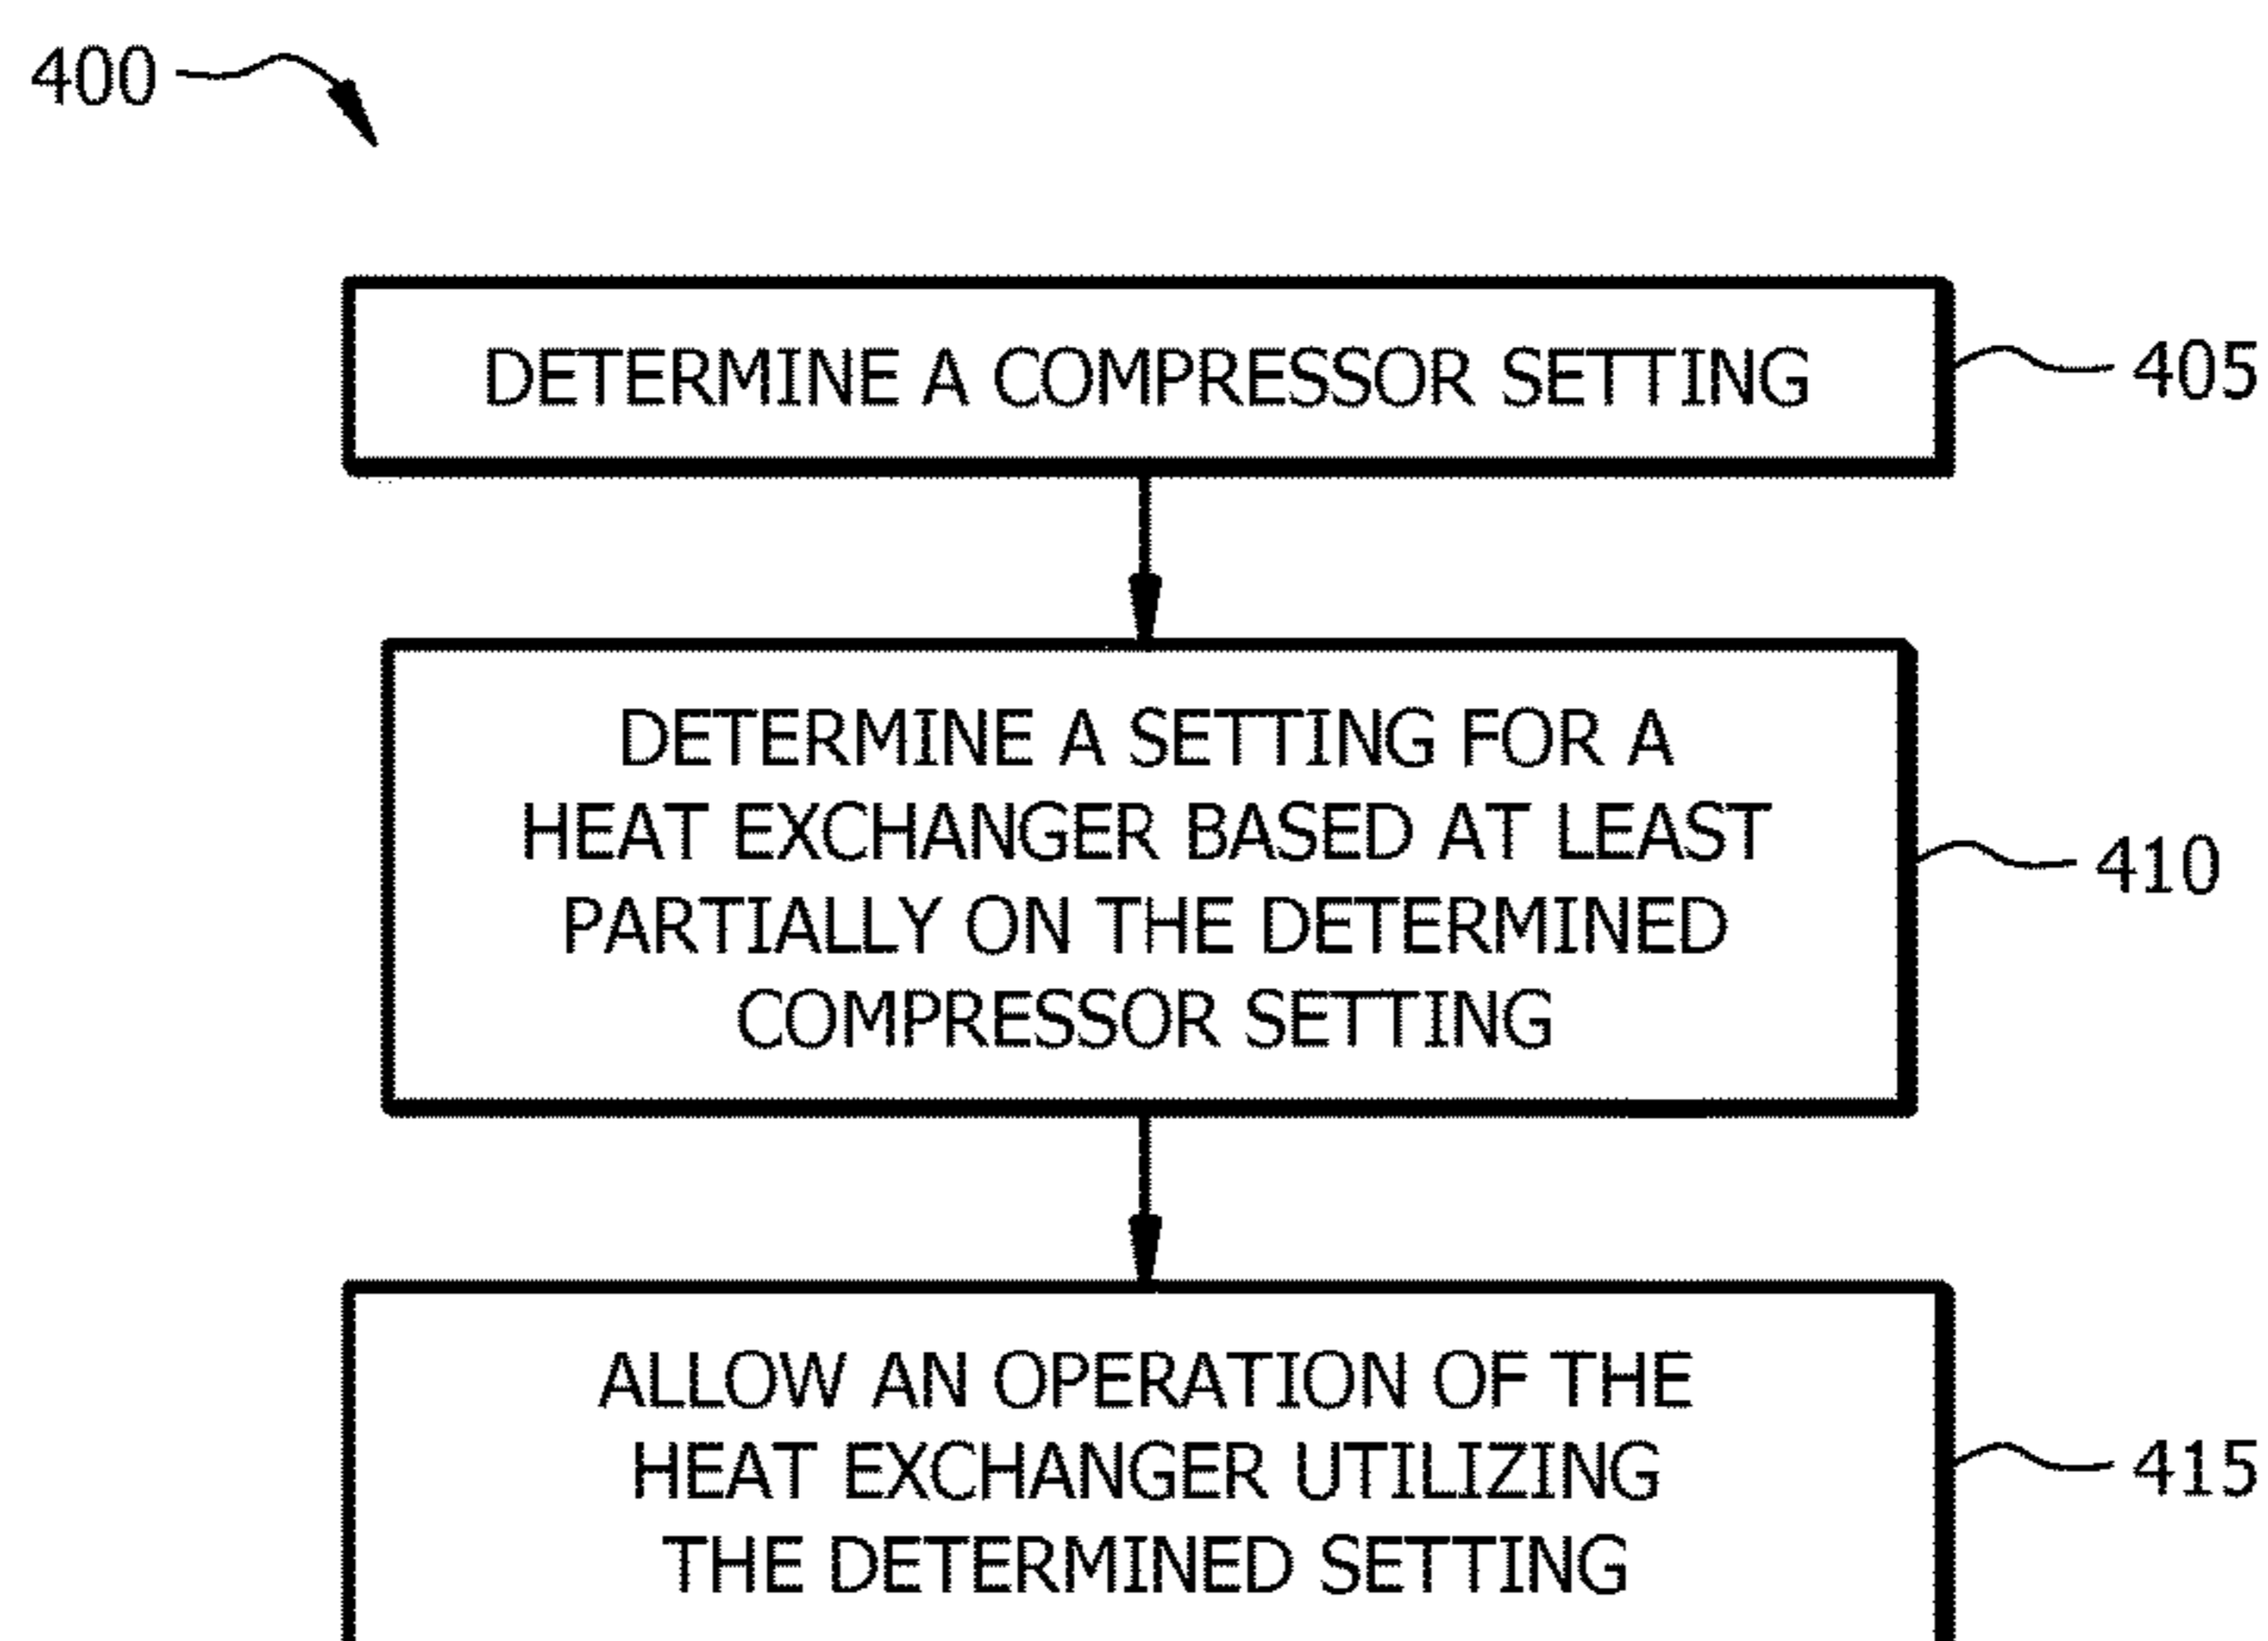 400
DETERMINE A COMPRESSOR SETTING
405
DETERMINE A SETTING FOR A
HEAT EXCHANGER BASED AT LEAST
PARTIALLY ON THE DETERMINED
COMPRESSOR SETTING
410
ALLOW AN OPERATION OF THE
HEAT EXCHANGER UTILIZING
THE DETERMINED SETTING
415